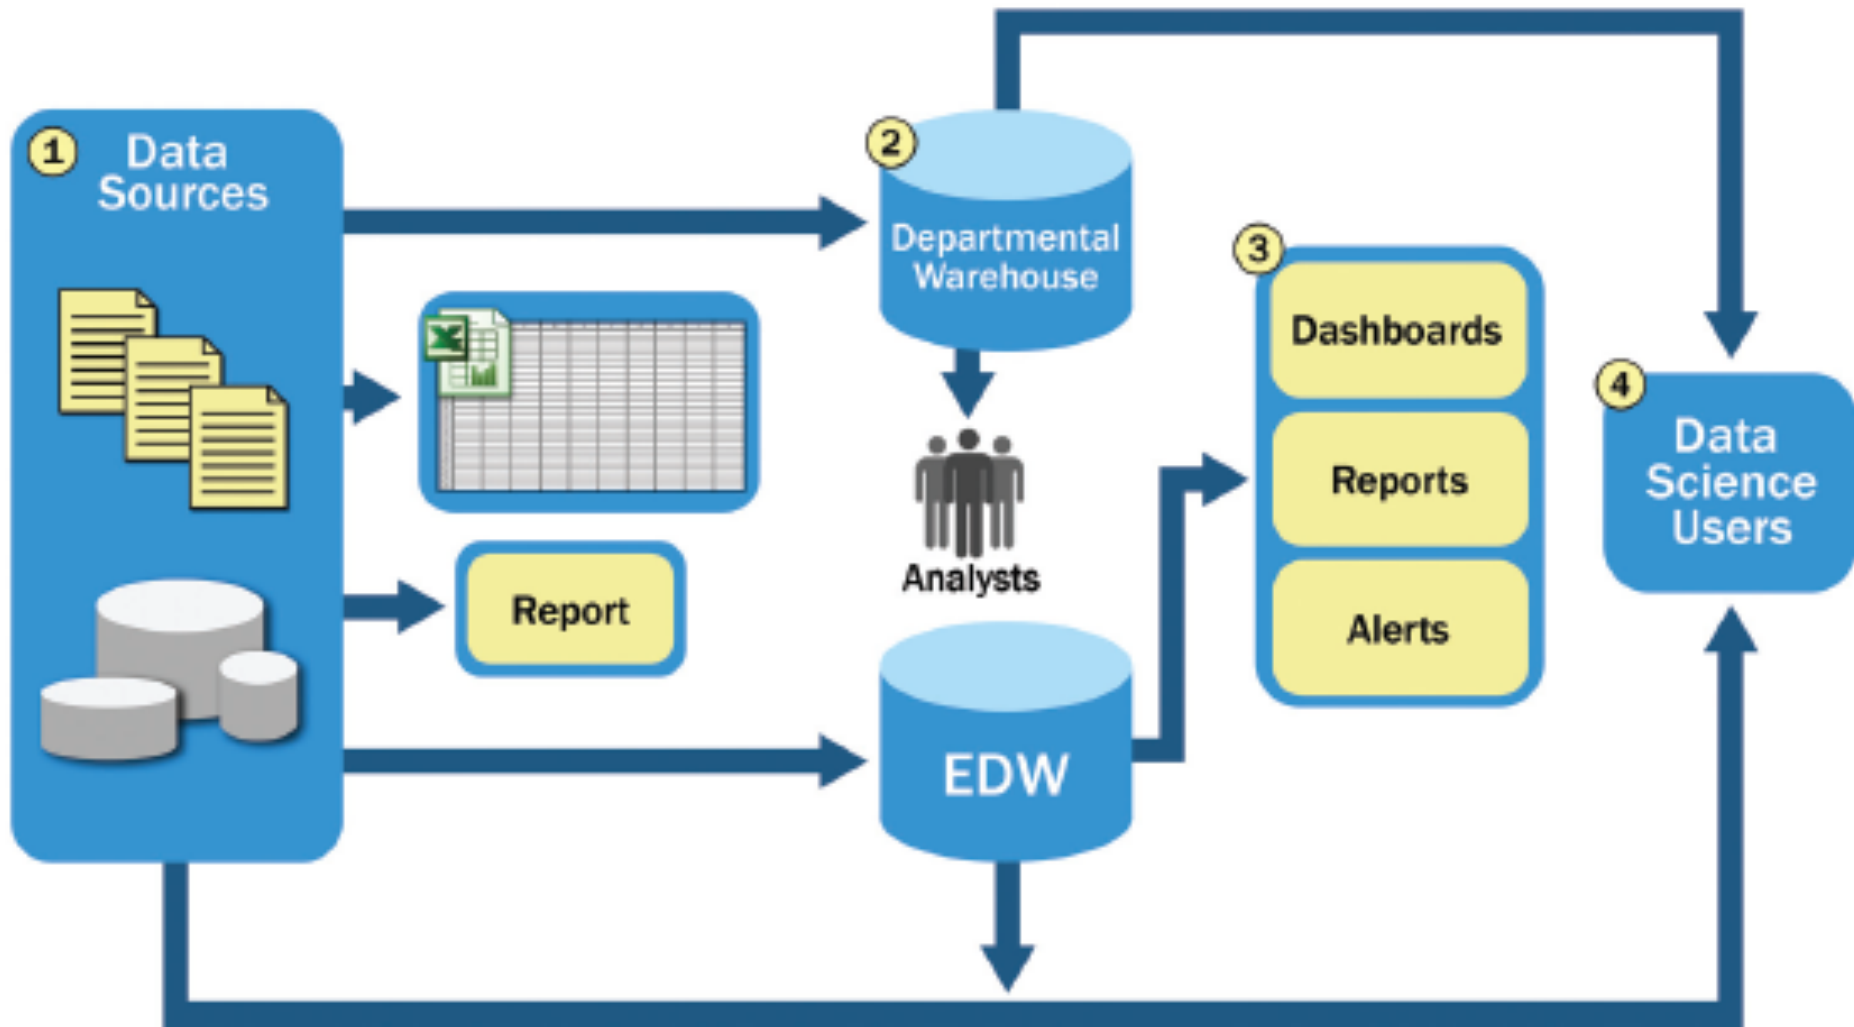 1
Data
Sources
2
Departmental
Warehouse
Analysts
Report
EDW
3
Dashboards
Reports
Alerts
4
Data
Science
Users